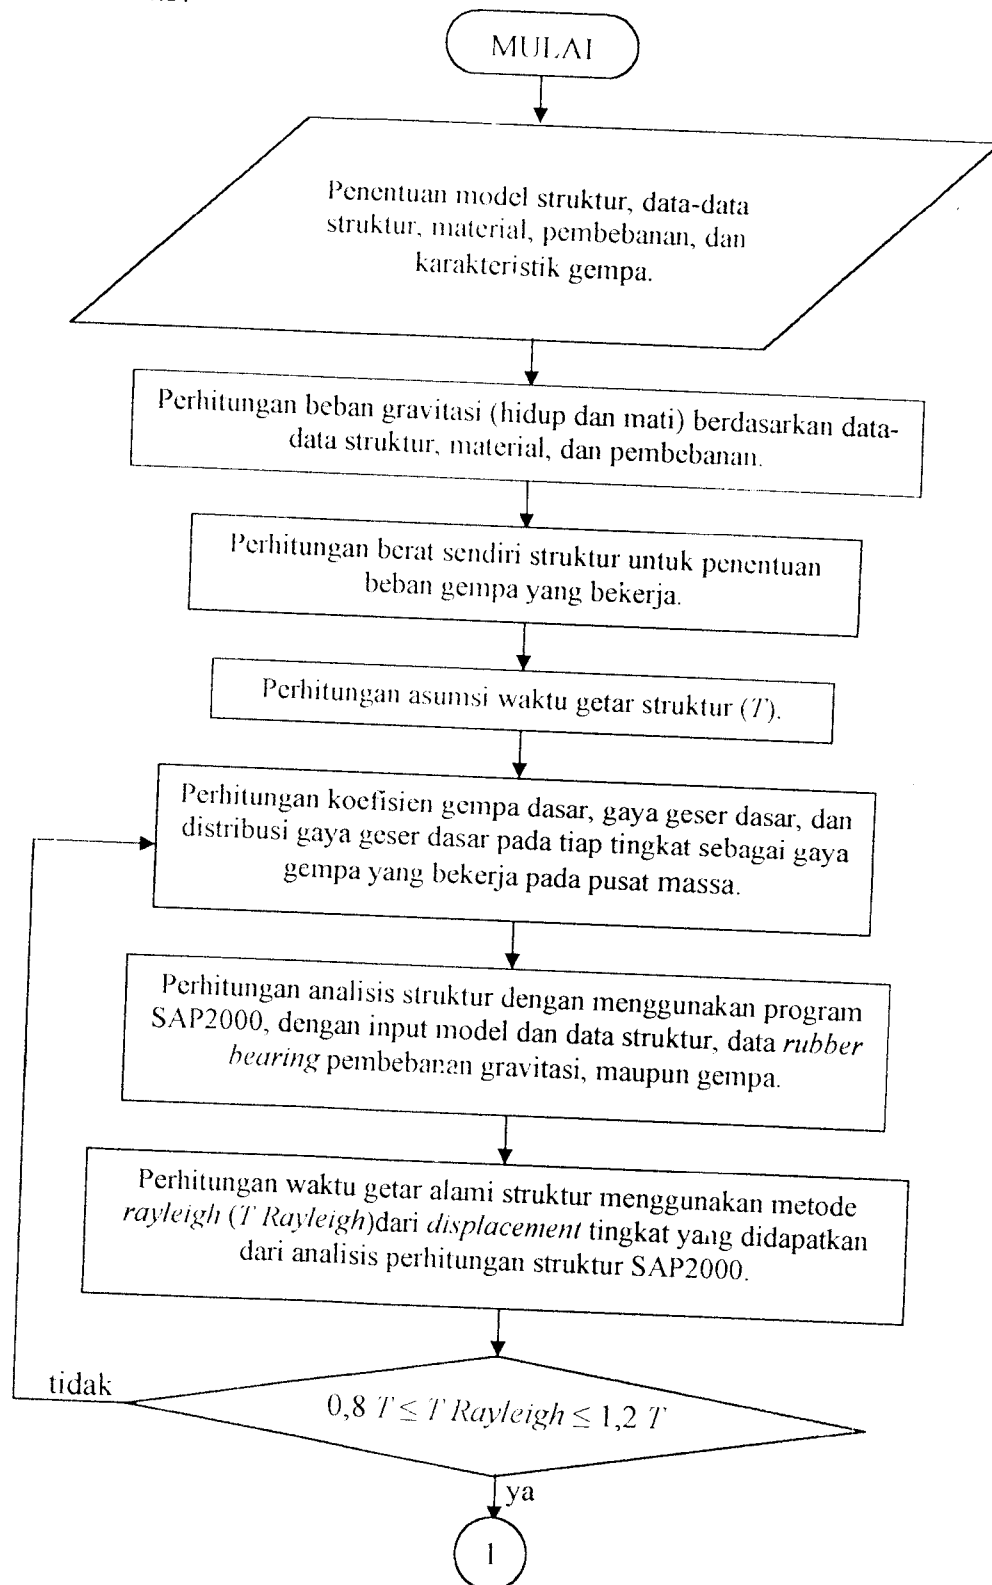 MULAI
Penentuan model struktur, data-data
struktur, material, pembebanan, dan
karakteristik gempa.
Perhitungan beban gravitasi (hidup dan mati) berdasarkan data-
data struktur, material, dan pembebanan.
Perhitungan berat sendiri struktur untuk penentuan
beban gempa yang bekerja.
Perhitungan asumsi waktu getar struktur (T).
Perhitungan koefisien gempa dasar, gaya geser dasar, dan
distribusi gaya geser dasar pada tiap tingkat sebagai gaya
gempa yang bekerja pada pusat massa.
Perhitungan analisis struktur dengan menggunakan program
SAP2000, dengan input model dan data struktur, data rubber
bearing pembebanan gravitasi, maupun gempa.
Perhitungan waktu getar alami struktur menggunakan metode
rayleigh (T Rayleigh)dari displacement tingkat yang didapatkan
dari analisis perhitungan struktur SAP2000.
tidak
0,8 T ≤ T Rayleigh ≤ 1,2 T
ya
1